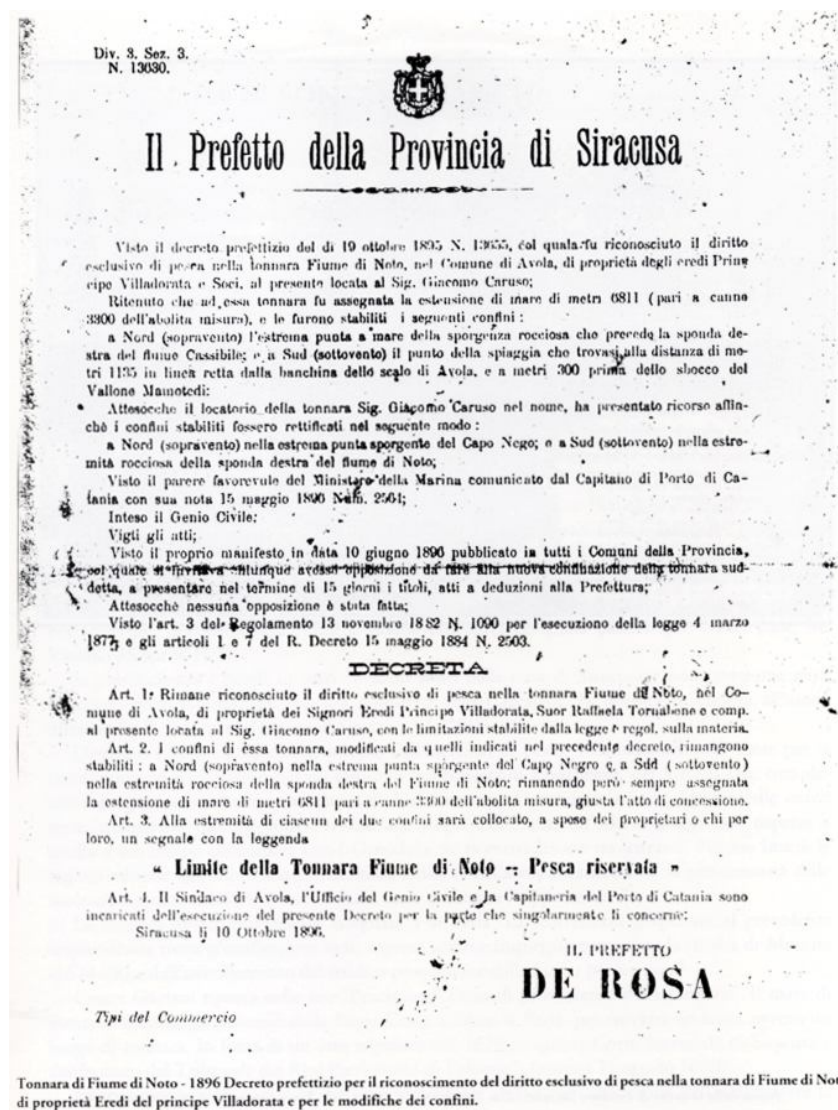 Div. 3. Sez. 3.
N. 13630.
Il Prefetto della Provincia di Siracusa
Visto il decreto prefettizio del dì 19 ottobre 1895 N. 13655, col quale fu riconosciuto il diritto
esclusivo di pesca nella tonnara Fiume di Noto, nel Comune di Avola, di proprietà degli eredi Prin-
cipe Villadorata e Soci, al presente locata al Sig. Giacomo Caruso;
Ritenuto che ad essa tonnara fu assegnata la estensione di mare di metri 6811 (pari a canne
3300 dell'abolita misura), e le furono stabiliti i seguenti confini :
a Nord (sopravento) l'estrema punta a mare della sporgenza rocciosa che precede la sponda de-
stra del fiume Cassibile; e a Sud (sottovento) il punto della spiaggia che trovasi alla distanza di me-
tri 1135 in linea retta dalla banchina dello scalo di Avola, e a metri 300 prima dello sbocco del
Vallone Mamotedi:
Attesocchè il locatorio della tonnara Sig. Giacomo Caruso nel nome, ha presentato ricorso affin-
chè i confini stabiliti fossero rettificati nel seguente modo :
a Nord (sopravento) nella estrema punta sporgente del Capo Nego; e a Sud (sottovento) nella estre-
mità rocciosa della sponda destra del fiume di Noto;
Visto il parere favorevule del Ministero della Marina comunicato dal Capitano di Porto di Ca-
tania con sua nota 15 maggio 1896 Num. 2564;
Inteso il Genio Civile;
Vigti gli atti;
Visto il proprio manifesto in data 10 giugno 1896 pubblicato in tutti i Comuni della Provincia,
col quale si invitava chiunque avesse opposizione da fare alla nuova confinazione della tonnara sud-
detta, a presentare nel termine di 15 giorni i titoli, atti a deduzioni alla Prefettura;
Attesocchè nessuna opposizione è stata fatta;
Visto l'art. 3 del Regolamento 13 novembre 1882 N. 1090 per l'esecuzione della legge 4 marzo
1877, e gli articoli 1 e 7 del R. Decreto 15 maggio 1884 N. 2503.
DECRETA
Art. 1: Rimane riconosciuto il diritto esclusivo di pesca nella tonnara Fiume di Noto, nel Co-
mune di Avola, di proprietà dei Signori Eredi Principe Villadorata, Suor Raffaela Tornabene e comp.
al presente locata al Sig. Giacomo Caruso, con le limitazioni stabilite dalla legge e regol. sulla materia.
Art. 2. I confini di essa tonnara, modificati da quelli indicati nel precedente decreto, rimangono
stabiliti : a Nord (sopravento) nella estrema punta sporgente del Capo Negro e a Sud (sottovento)
nella estremità rocciosa della sponda destra del Fiume di Noto; rimanendo però sempre assegnata
la estensione di mare di metri 6811 pari a canne 3300 dell'abolita misura, giusta l'atto di concessione.
Art. 3. Alla estremità di ciascun dei due confini sarà collocato, a spese dei proprietari o chi per
loro, un segnale con la leggenda
« Limite della Tonnara Fiume di Noto – Pesca riservata »
Art. 4. Il Sindaco di Avola, l'Ufficio del Genio Civile e la Capitaneria del Porto di Catania sono
incaricati dell'esecuzione del presente Decreto per la parte che singolarmente li concerne:
Siracusa lì 10 Ottobre 1896.
IL PREFETTO
DE ROSA
Tipi del Commercio
Tonnara di Fiume di Noto - 1896 Decreto prefettizio per il riconoscimento del diritto esclusivo di pesca nella tonnara di Fiume di Not
di proprietà Eredi del principe Villadorata e per le modifiche dei confini.